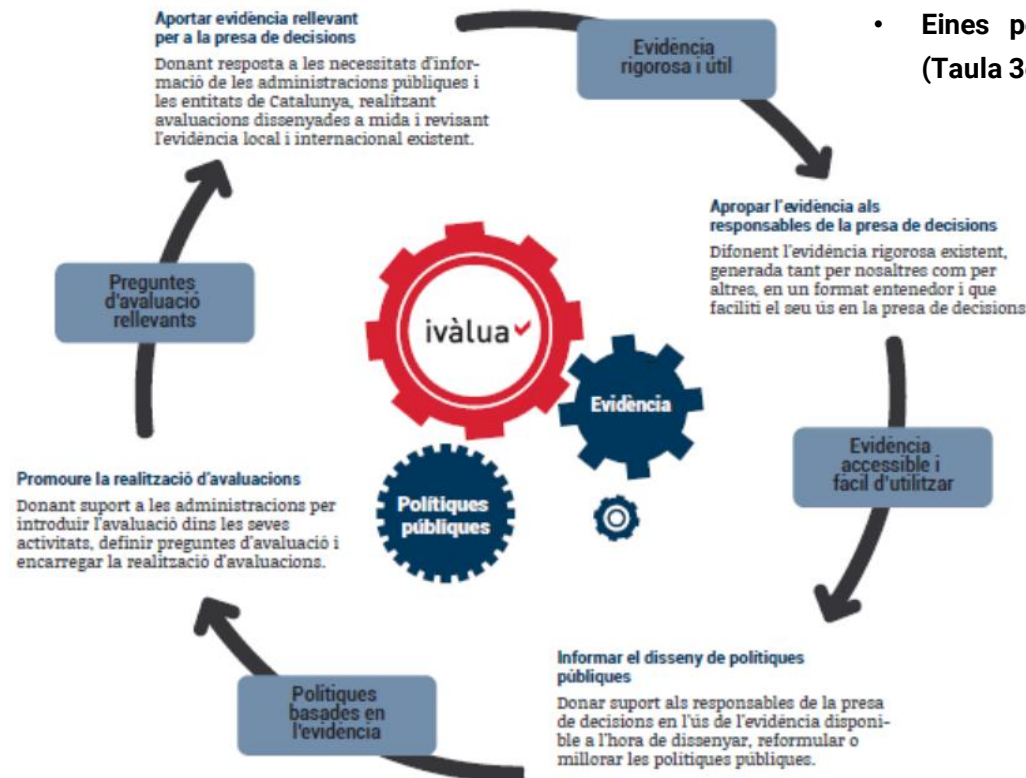 Aportar evidència rellevant
per a la presa de decisions
Donant resposta a les necessitats d'infor-
mació de les administracions públiques i
les entitats de Catalunya, realitzant
avaluacions dissenyades a mida i revisant
l'evidència local i internacional existent.
Evidència
rigorosa i útil
• Eines
(Taula
Apropar l'evidència als
responsables de la presa de decisions
Difonent l'evidència rigorosa existent,
generada tant per nosaltres com per
altres, en un format entenedor i que
faciliti el seu ús en la presa de decisions
Preguntes
d'avaluació
rellevants
ivàlua
Evidència
Polítiques
públiques
Evidència
accessible i
fàcil d'utilitzar
Promoure la realització d'avaluacions
Donant suport a les administracions per
introduir l'avaluació dins les seves
activitats, definir preguntes d'avaluació i
encarregar la realització d'avaluacions.
Informar el disseny de polítiques
públiques
Donar suport als responsables de la presa
de decisions en l'ús de l'evidència disponi-
ble a l'hora de dissenyar, reformular o
millorar les polítiques públiques.
Polítiques
basades en
l'evidència